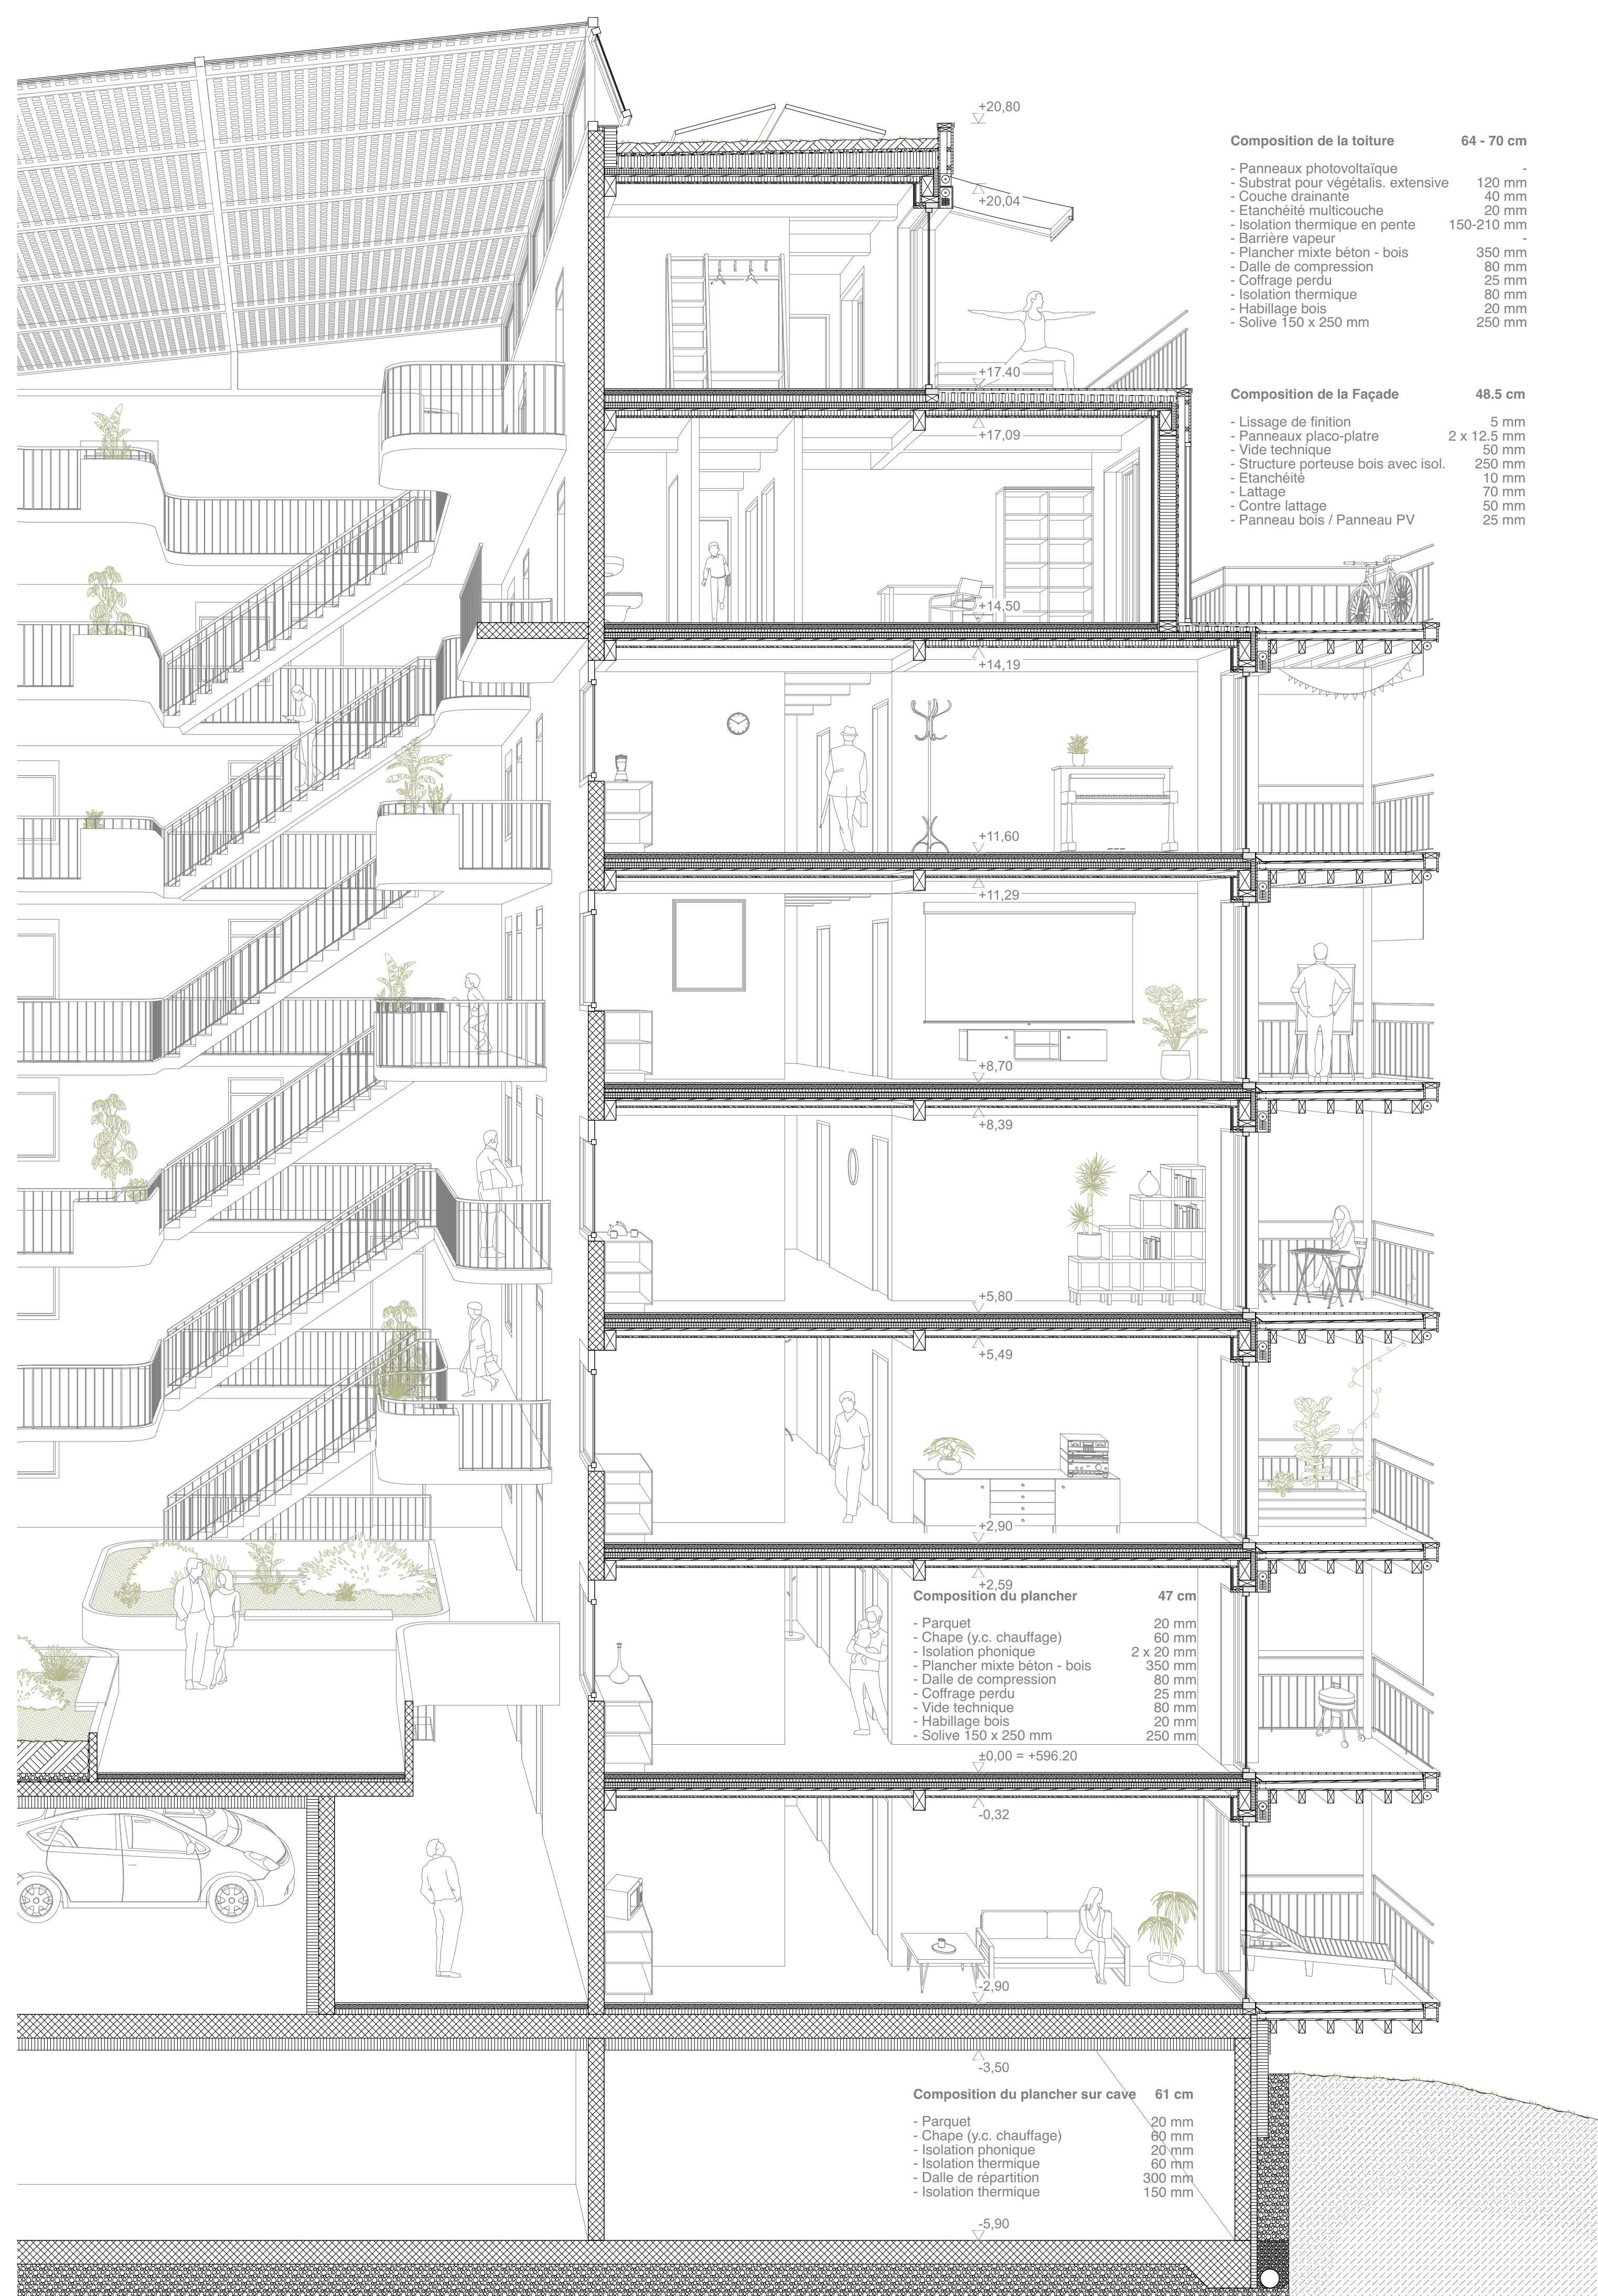 +20,80
Composition de la toiture 64 - 70 cm
- Panneaux photovoltaïque -
- Substrat pour végétalis. extensive 120 mm
- Couche drainante 40 mm
- Etanchéité multicouche 20 mm
- Isolation thermique en pente 150-210 mm
- Barrière vapeur -
- Plancher mixte béton - bois 350 mm
- Dalle de compression 80 mm
- Coffrage perdu 25 mm
- Isolation thermique 80 mm
- Habillage bois 20 mm
- Solive 150 x 250 mm 250 mm
+20,04
+17,40
Composition de la Façade 48.5 cm
- Lissage de finition 5 mm
- Panneaux placo-platre 2 x 12.5 mm
- Vide technique 50 mm
- Structure porteuse bois avec isol. 250 mm
- Etanchéité 10 mm
- Lattage 70 mm
- Contre lattage 50 mm
- Panneau bois / Panneau PV 25 mm
+17,09
+14,50
+14,19
+11,60
+11,29
+8,70
+8,39
+5,80
+5,49
+2,90
+2,59
Composition du plancher 47 cm
- Parquet 20 mm
- Chape (y.c. chauffage) 60 mm
- Isolation phonique 2 x 20 mm
- Plancher mixte béton - bois 350 mm
- Dalle de compression 80 mm
- Coffrage perdu 25 mm
- Vide technique 80 mm
- Habillage bois 20 mm
- Solive 150 x 250 mm 250 mm
±0,00 = +596.20
-0,32
-2,90
-3,50
Composition du plancher sur cave 61 cm
- Parquet 20 mm
- Chape (y.c. chauffage) 60 mm
- Isolation phonique 20 mm
- Isolation thermique 60 mm
- Dalle de répartition 300 mm
- Isolation thermique 150 mm
-5,90